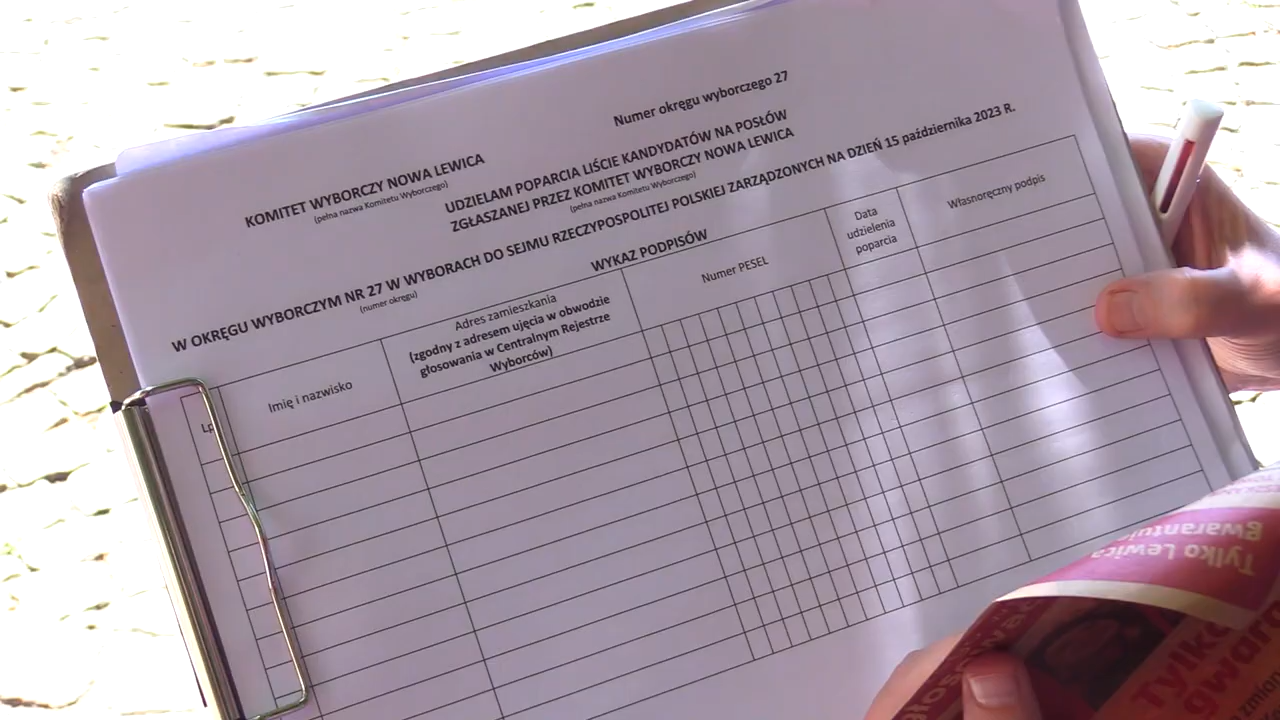 Numer okręgu wyborczego 27
KOMITET WYBORCZY NOWA LEWICA
(pełna nazwa Komitetu Wyborczego)
UDZIELAM POPARCIA LIŚCIE KANDYDATÓW NA POSŁÓW
ZGŁASZANEJ PRZEZ KOMITET WYBORCZY NOWA LEWICA
(pełna nazwa Komitetu Wyborczego)
W OKRĘGU WYBORCZYM NR 27 W WYBORACH DO SEJMU RZECZYPOSPOLITEJ POLSKIEJ ZARZĄDZONYCH NA DZIEŃ 15 października 2023 R.
(numer okręgu)
WYKAZ PODPISÓW
Imię i nazwisko
Adres zamieszkania
(zgodny z adresem ujęcia w obwodzie
głosowania w Centralnym Rejestrze
Wyborców)
Numer PESEL
Data
udzielenia
poparcia
Własnoręczny podpis
Tylko Lewica
Tylko